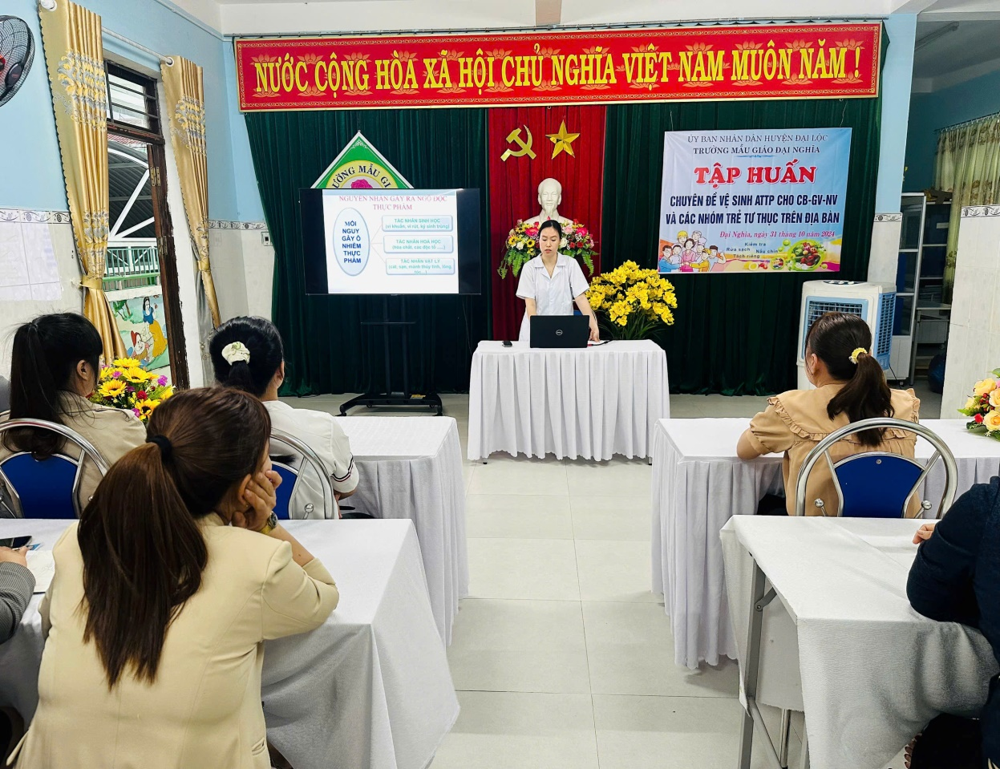 NƯỚC CỘNG HÒA XÃ HỘI CHỦ NGHĨA VIỆT NAM MUÔN NĂM !
ƯỜNG MẪU GI
NGUYÊN NHÂN GÂY RA NGỘ ĐỘC
THỰC PHẨM
MỐI
NGUY
GÂY Ô
NHIỄM
THỰC
PHẨM
TÁC NHÂN SINH HỌC
(vi khuẩn, vi rút, ký sinh trùng)
TÁC NHÂN HÓA HỌC
(Hóa chất, các độc tố .....)
TÁC NHÂN VẬT LÝ
(cát, sạn, mảnh thủy tinh, lông,
tóc...)
ỦY BAN NHÂN DÂN HUYỆN ĐẠI LỘC
TRƯỜNG MẪU GIÁO ĐẠI NGHĨA
TẬP HUẤN
CHUYÊN ĐỀ VỆ SINH ATTP CHO CB-GV-NV
VÀ CÁC NHÓM TRẺ TƯ THỤC TRÊN ĐỊA BÀN
Đại Nghĩa, ngày 31 tháng 10 năm 2024
Kiểm tra
Rửa sạch Nấu chín
Tách riêng
DELL